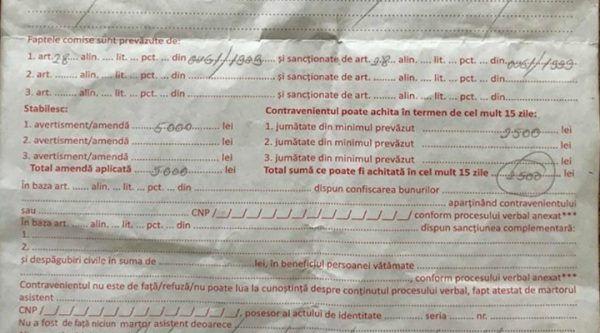 Faptele comise sunt prevăzute de:
1. art. 28 alin. .... lit. ... pct. ... din OUG 1/1999 ... și sancționate de art. 28 alin. .... lit. ... pct. ... din OUG 1/1999
2. art. ....... alin. .... lit. ... pct. ... din ........................ și sancționate de art. ....... alin. .... lit. ... pct. ... din ........................
3. art. ....... alin. .... lit. ... pct. ... din ........................ și sancționate de art. ....... alin. .... lit. ... pct. ... din ........................
Stabilesc:
1. avertisment/amendă ....5000............. lei
2. avertisment/amendă ........................ lei
3. avertisment/amendă ........................ lei
Total amendă aplicată .....5000........... lei
Contravenientul poate achita în termen de cel mult 15 zile:
1. jumătate din minimul prevăzut ............2500...... lei
2. jumătate din minimul prevăzut ........................ lei
3. jumătate din minimul prevăzut ........................ lei
Total sumă ce poate fi achitată în cel mult 15 zile ...2500... lei
în baza art. ...... alin. ... lit. ... pct. ... din ........................ dispun confiscarea bunurilor ........................
........................ aparținând contravenientului
sau ........................ CNP /_/_/_/_/_/_/_/_/_/_/_/_/_/ conform procesului verbal anexat***
în baza art. ...... alin. ... lit. ... pct. ... din ........................ dispun sancțiunea complementară:
1. ........................
2. ........................
și despăgubiri civile în suma de ........................ lei, în beneficiul persoanei vătămate ........................
........................, conform procesului verbal anexat***
Contravenientul nu este de față/refuză/nu poate lua la cunoștință despre conținutul procesului verbal, fapt atestat de martorul
asistent ........................
CNP /_/_/_/_/_/_/_/_/_/_/_/_/_/, posesor al actului de identitate ........................ seria ............ nr. ............
Nu a fost de față niciun martor asistent deoarece ........................